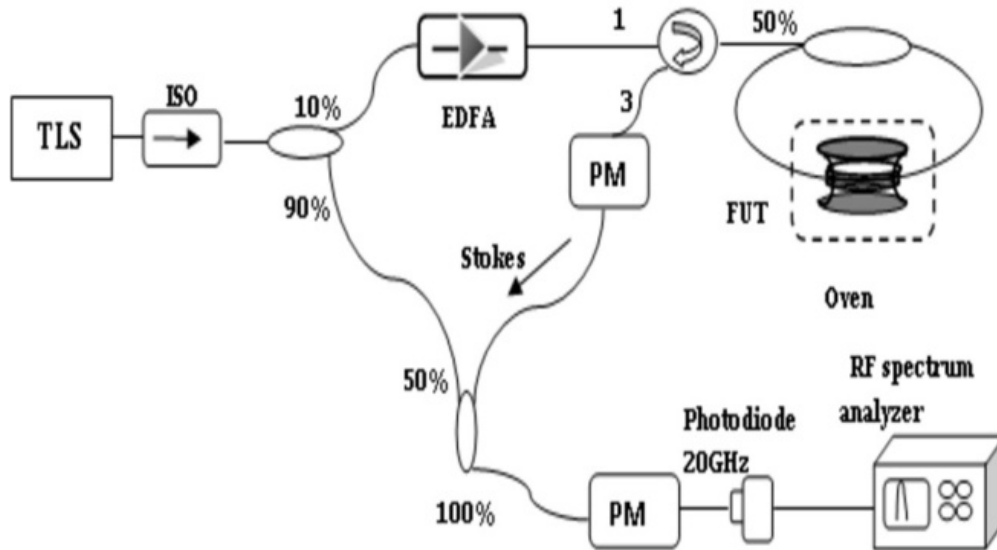 TLS
ISO
10%
90%
EDFA
1
3
50%
PM
Stokes
FUT
Oven
50%
100%
PM
Photodiode
20GHz
RF spectrum
analyzer